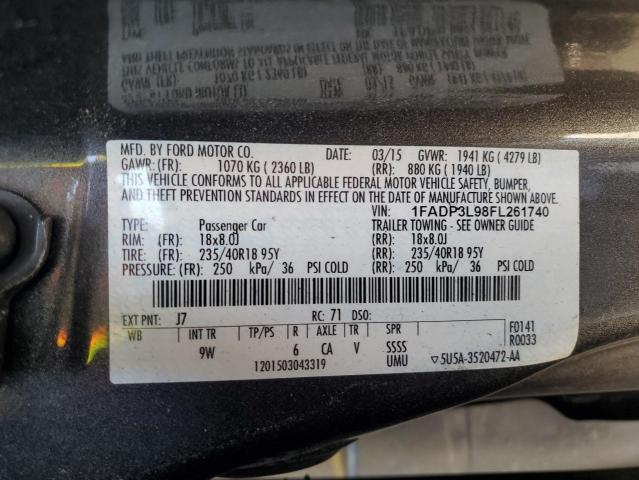 MFD. BY FORD MOTOR CO.
DATE: 03/15 GVWR: 1941 KG ( 4279 LB)
GAWR: (FR): 1070 KG ( 2360 LB) (RR): 880 KG ( 1940 LB)
THIS VEHICLE CONFORMS TO ALL APPLICABLE FEDERAL MOTOR VEHICLE SAFETY, BUMPER,
AND THEFT PREVENTION STANDARDS IN EFFECT ON THE DATE OF MANUFACTURE SHOWN ABOVE.
VIN: 1FADP3L98FL261740
TYPE: Passenger Car TRAILER TOWING - SEE OWNER GUIDE
RIM: (FR): 18x8.0J (RR): 18x8.0J
TIRE: (FR): 235/40R18 95Y (RR): 235/40R18 95Y
PRESSURE: (FR): 250 kPa/ 36 PSI COLD (RR): 250 kPa/ 36 PSI COLD
EXT PNT: J7 RC: 71 DSO: F0141
WB INT TR TP/PS R AXLE TR SPR R0033
9W 6 CA V SSSS
1201503043319 UMU ▽5U5A-3520472-AA